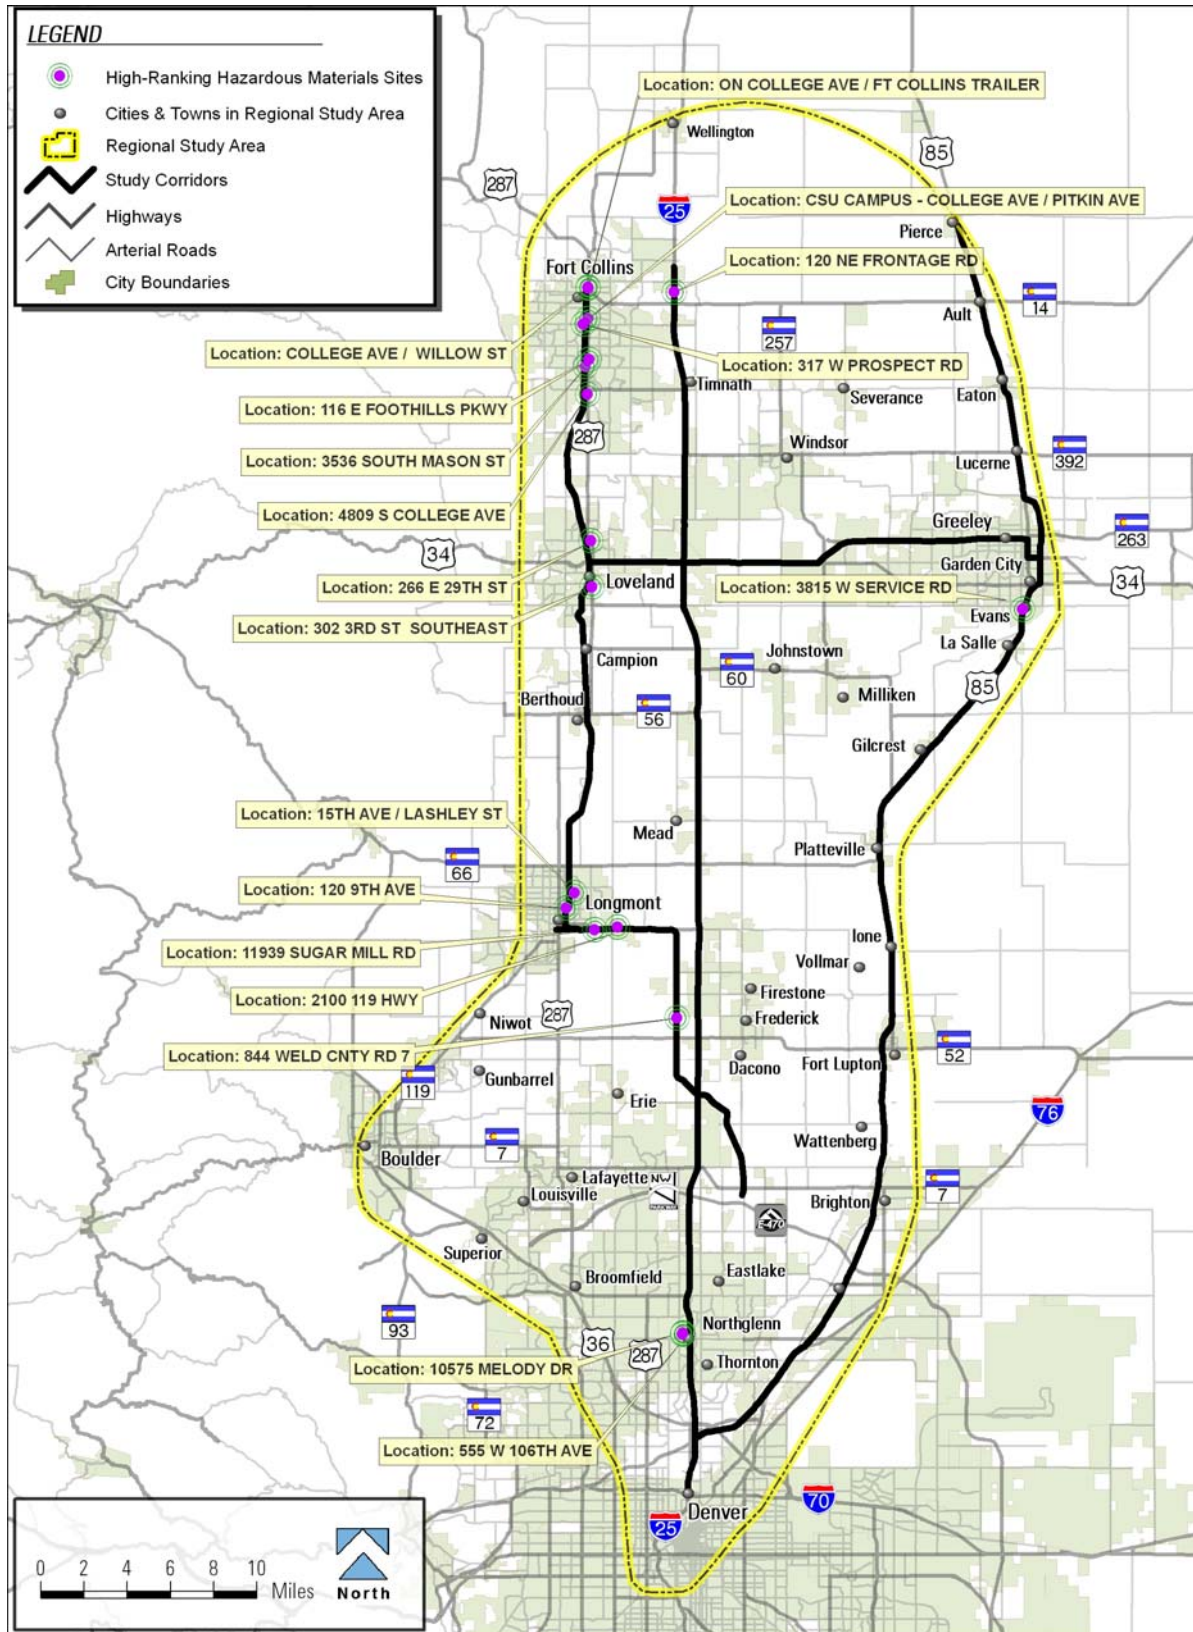 LEGEND
High-Ranking Hazardous Materials Sites
Cities & Towns in Regional Study Area
Regional Study Area
Study Corridors
Highways
Arterial Roads
City Boundaries
Location: ON COLLEGE AVE / FT COLLINS TRAILER
Wellington
85
287
25
Location: CSU CAMPUS - COLLEGE AVE / PITKIN AVE
Pierce
Fort Collins
Location: 120 NE FRONTAGE RD
14
Ault
257
Location: COLLEGE AVE / WILLOW ST
Location: 317 W PROSPECT RD
Timnath
Severance
Eaton
Location: 116 E FOOTHILLS PKWY
287
Windsor
392
Location: 3536 SOUTH MASON ST
Lucerne
Location: 4809 S COLLEGE AVE
Greeley
263
34
Garden City
34
Location: 266 E 29TH ST
Loveland
Location: 3815 W SERVICE RD
Evans
Location: 302 3RD ST SOUTHEAST
La Salle
Campion
Johnstown
60
85
Berthoud
56
Milliken
Gilcrest
Location: 15TH AVE / LASHLEY ST
Mead
Platteville
66
Location: 120 9TH AVE
Longmont
Ione
Location: 11939 SUGAR MILL RD
Vollmar
Firestone
Location: 2100 119 HWY
287
Niwot
Frederick
Location: 844 WELD CNTY RD 7
52
Dacono
Fort Lupton
119
Gunbarrel
Erie
76
Wattenberg
7
Boulder
Lafayette
NW
PARKWAY
7
Louisville
Brighton
E-470
Superior
Eastlake
Broomfield
93
Northglenn
36
287
Location: 10575 MELODY DR
Thornton
72
Location: 555 W 106TH AVE
70
Denver
25
0 2 4 6 8 10
Miles
North